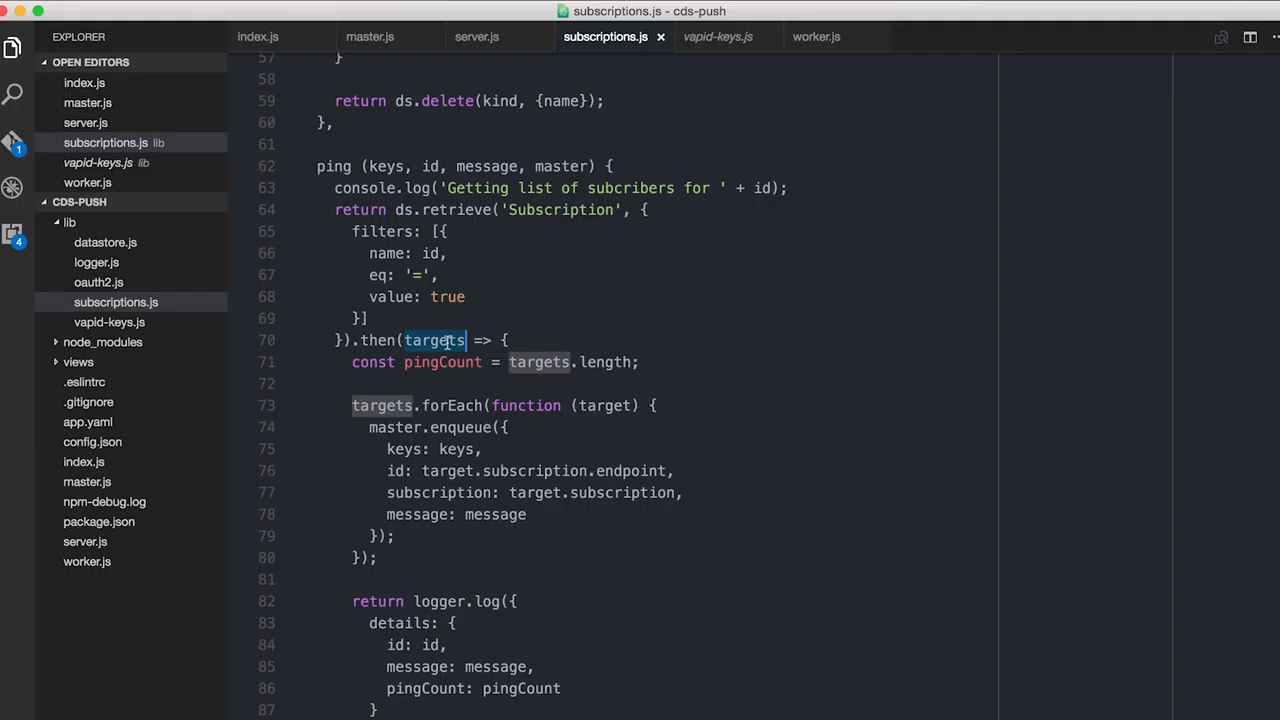 subscriptions.js - cds-push
EXPLORER
index.js
master.js
server.js
subscriptions.js ×
vapid-keys.js
worker.js
OPEN EDITORS
index.js
master.js
server.js
subscriptions.js lib
vapid-keys.js lib
worker.js
CDS-PUSH
lib
datastore.js
logger.js
oauth2.js
subscriptions.js
vapid-keys.js
node_modules
views
.eslintrc
.gitignore
app.yaml
config.json
index.js
master.js
npm-debug.log
package.json
server.js
worker.js
1
4
57 }
58
59 return ds.delete(kind, {name});
60 },
61
62 ping (keys, id, message, master) {
63 console.log('Getting list of subcribers for ' + id);
64 return ds.retrieve('Subscription', {
65 filters: [{
66 name: id,
67 eq: '=',
68 value: true
69 }]
70 }).then(targets => {
71 const pingCount = targets.length;
72
73 targets.forEach(function (target) {
74 master.enqueue({
75 keys: keys,
76 id: target.subscription.endpoint,
77 subscription: target.subscription,
78 message: message
79 });
80 });
81
82 return logger.log({
83 details: {
84 id: id,
85 message: message,
86 pingCount: pingCount
87 }